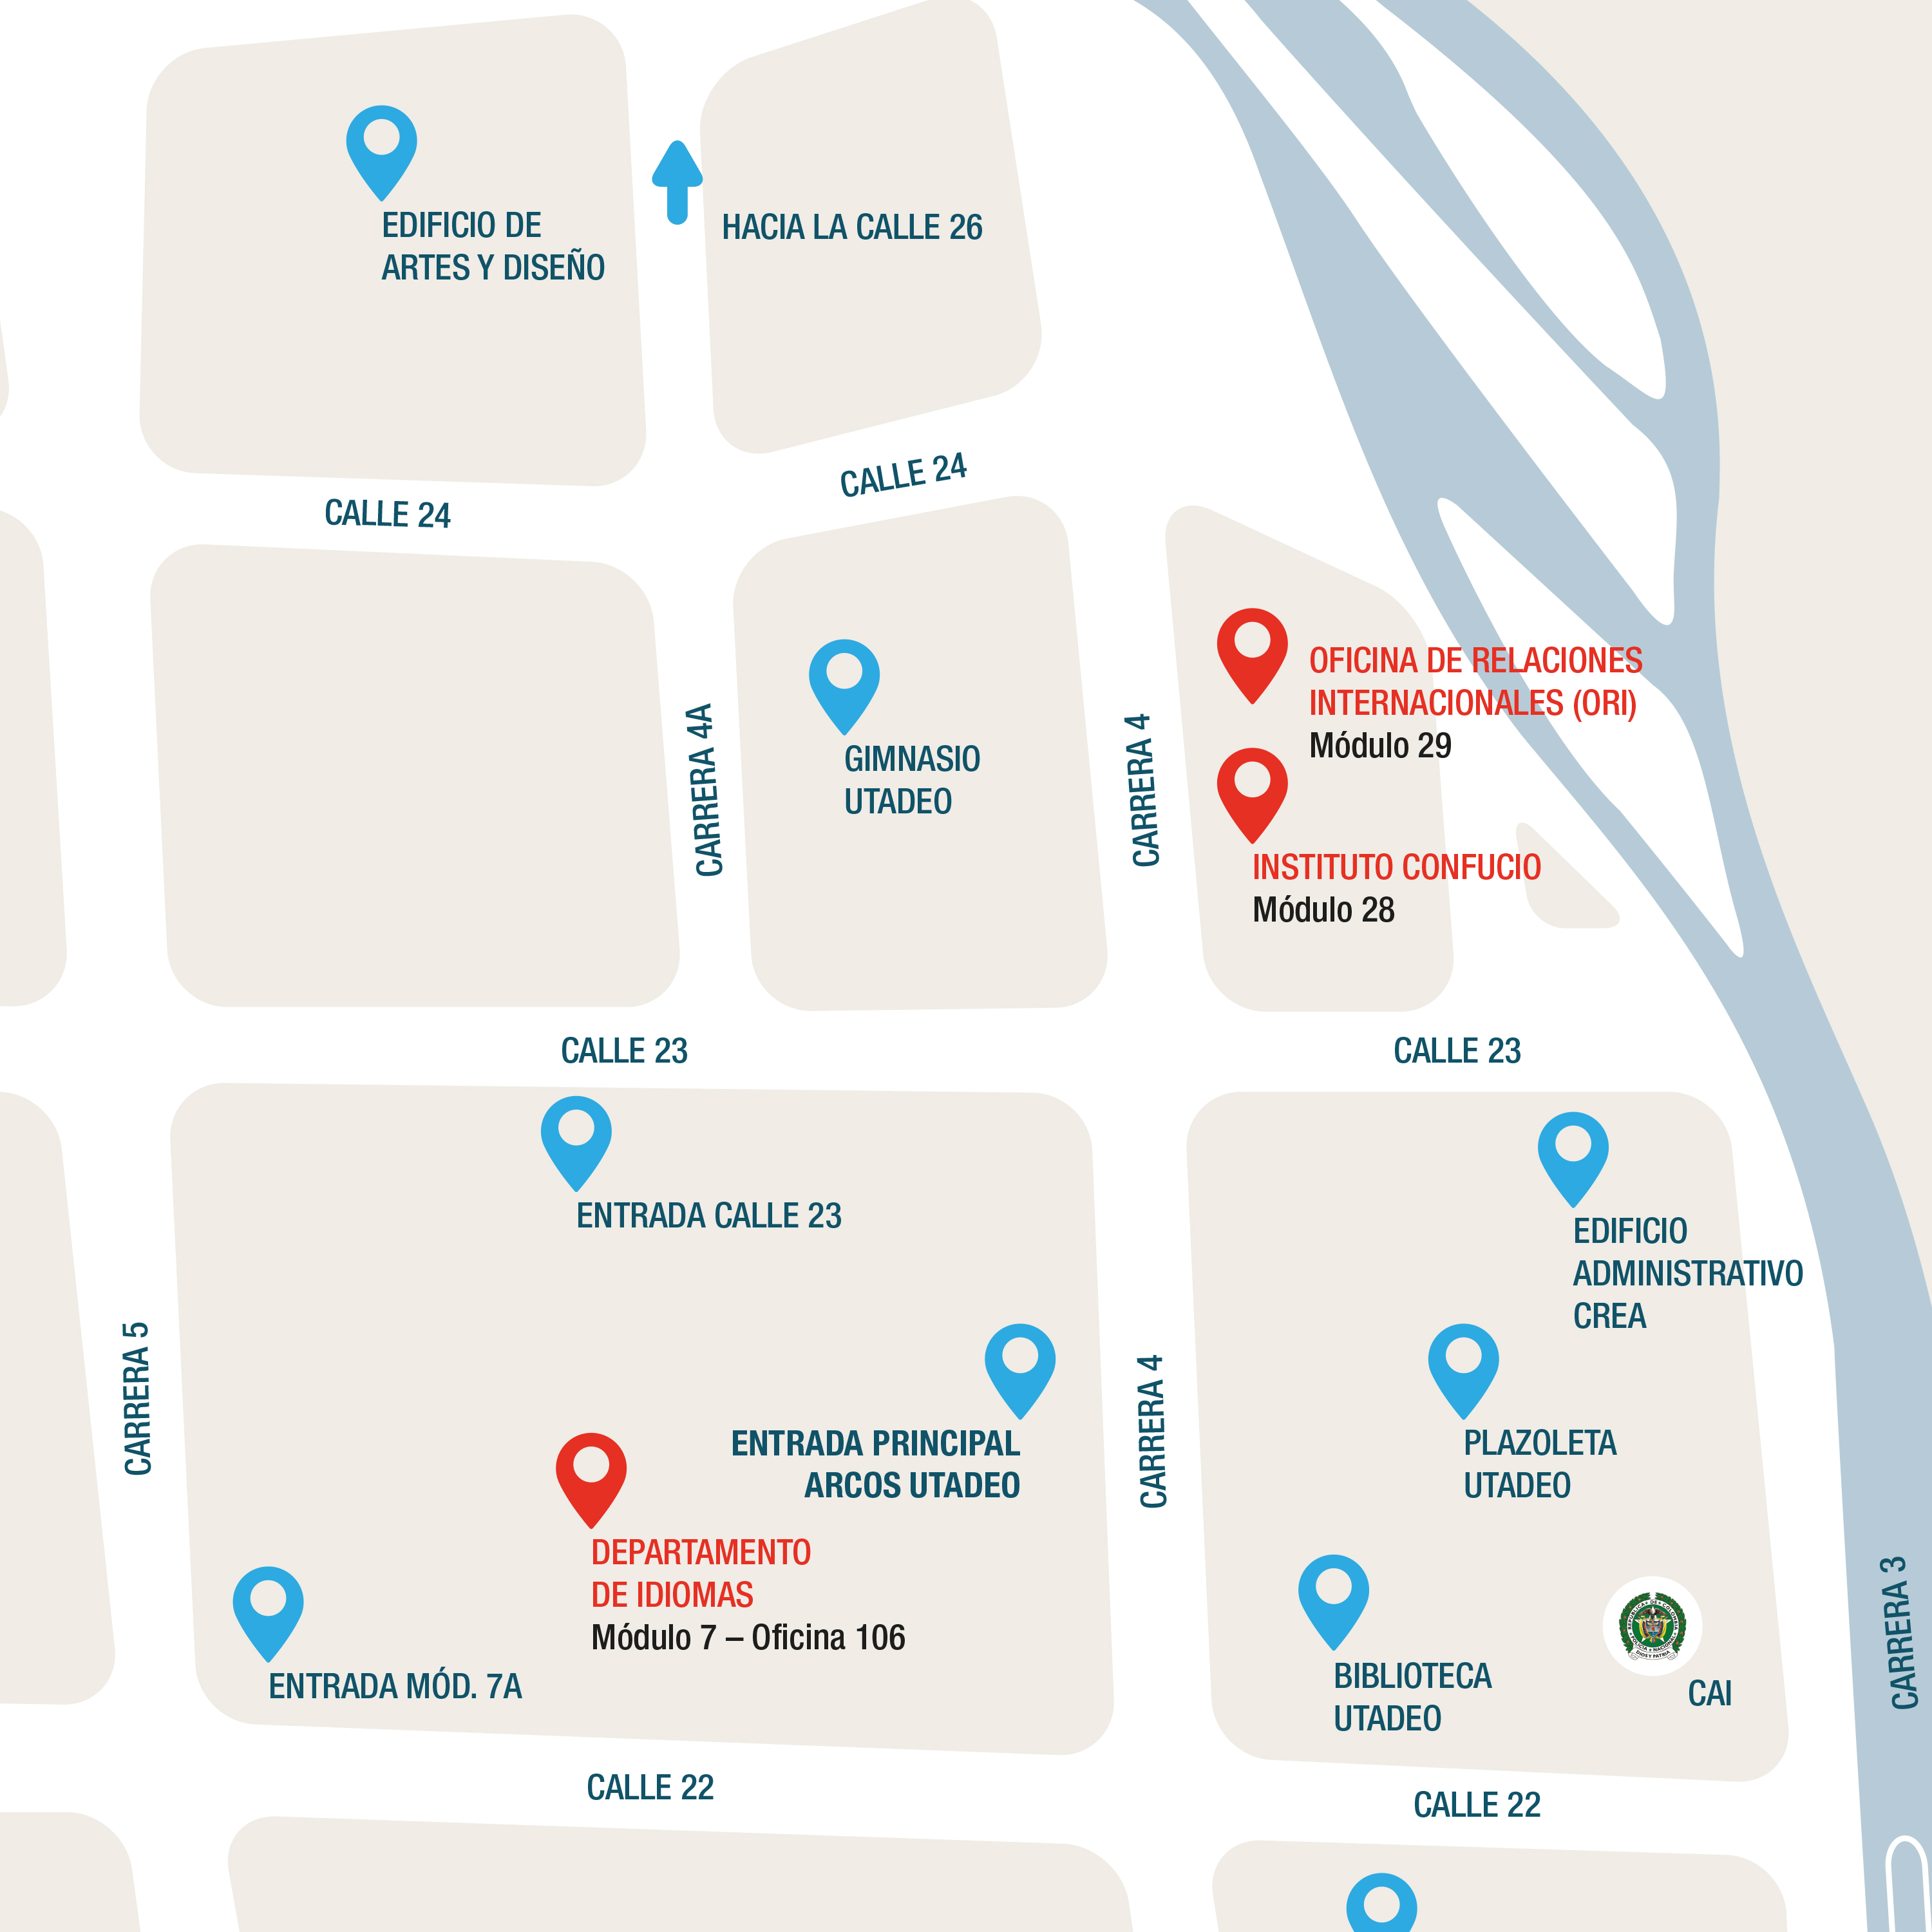 EDIFICIO DE
ARTES Y DISEÑO
HACIA LA CALLE 26
CALLE 24
CALLE 24
CARRERA 4A
GIMNASIO
UTADEO
CARRERA 4
OFICINA DE RELACIONES
INTERNACIONALES (ORI)
Módulo 29
INSTITUTO CONFUCIO
Módulo 28
CALLE 23
CALLE 23
ENTRADA CALLE 23
EDIFICIO
ADMINISTRATIVO
CREA
CARRERA 5
ENTRADA PRINCIPAL
ARCOS UTADEO
CARRERA 4
PLAZOLETA
UTADEO
DEPARTAMENTO
DE IDIOMAS
Módulo 7 – Oficina 106
ENTRADA MÓD. 7A
BIBLIOTECA
UTADEO
DIOS Y PATRIA
CAI
CARRERA 3
CALLE 22
CALLE 22